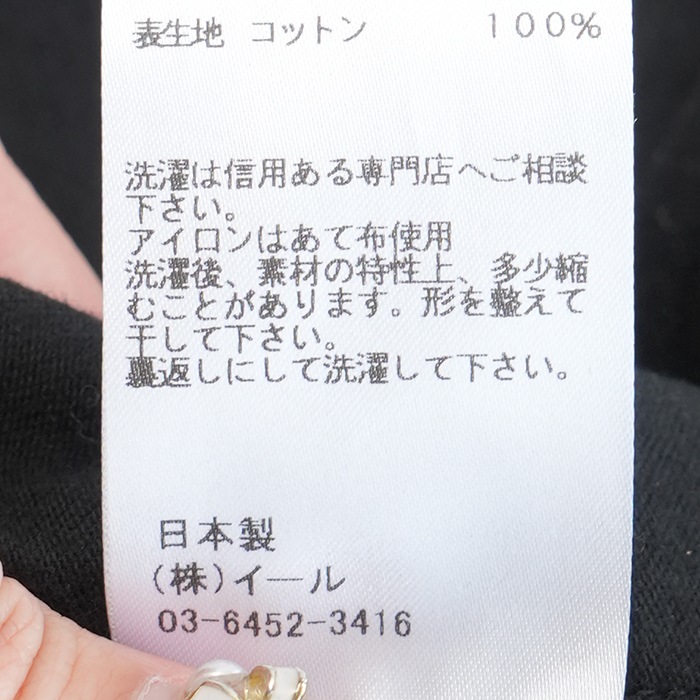 表生地 コットン 100%
洗濯は信用ある専門店へご相談
下さい。
アイロンはあて布使用
洗濯後、素材の特性上、多少縮
むことがあります。形を整えて
干して下さい。
裏返しにして洗濯して下さい。
日本製
(株)イール
03-6452-3416